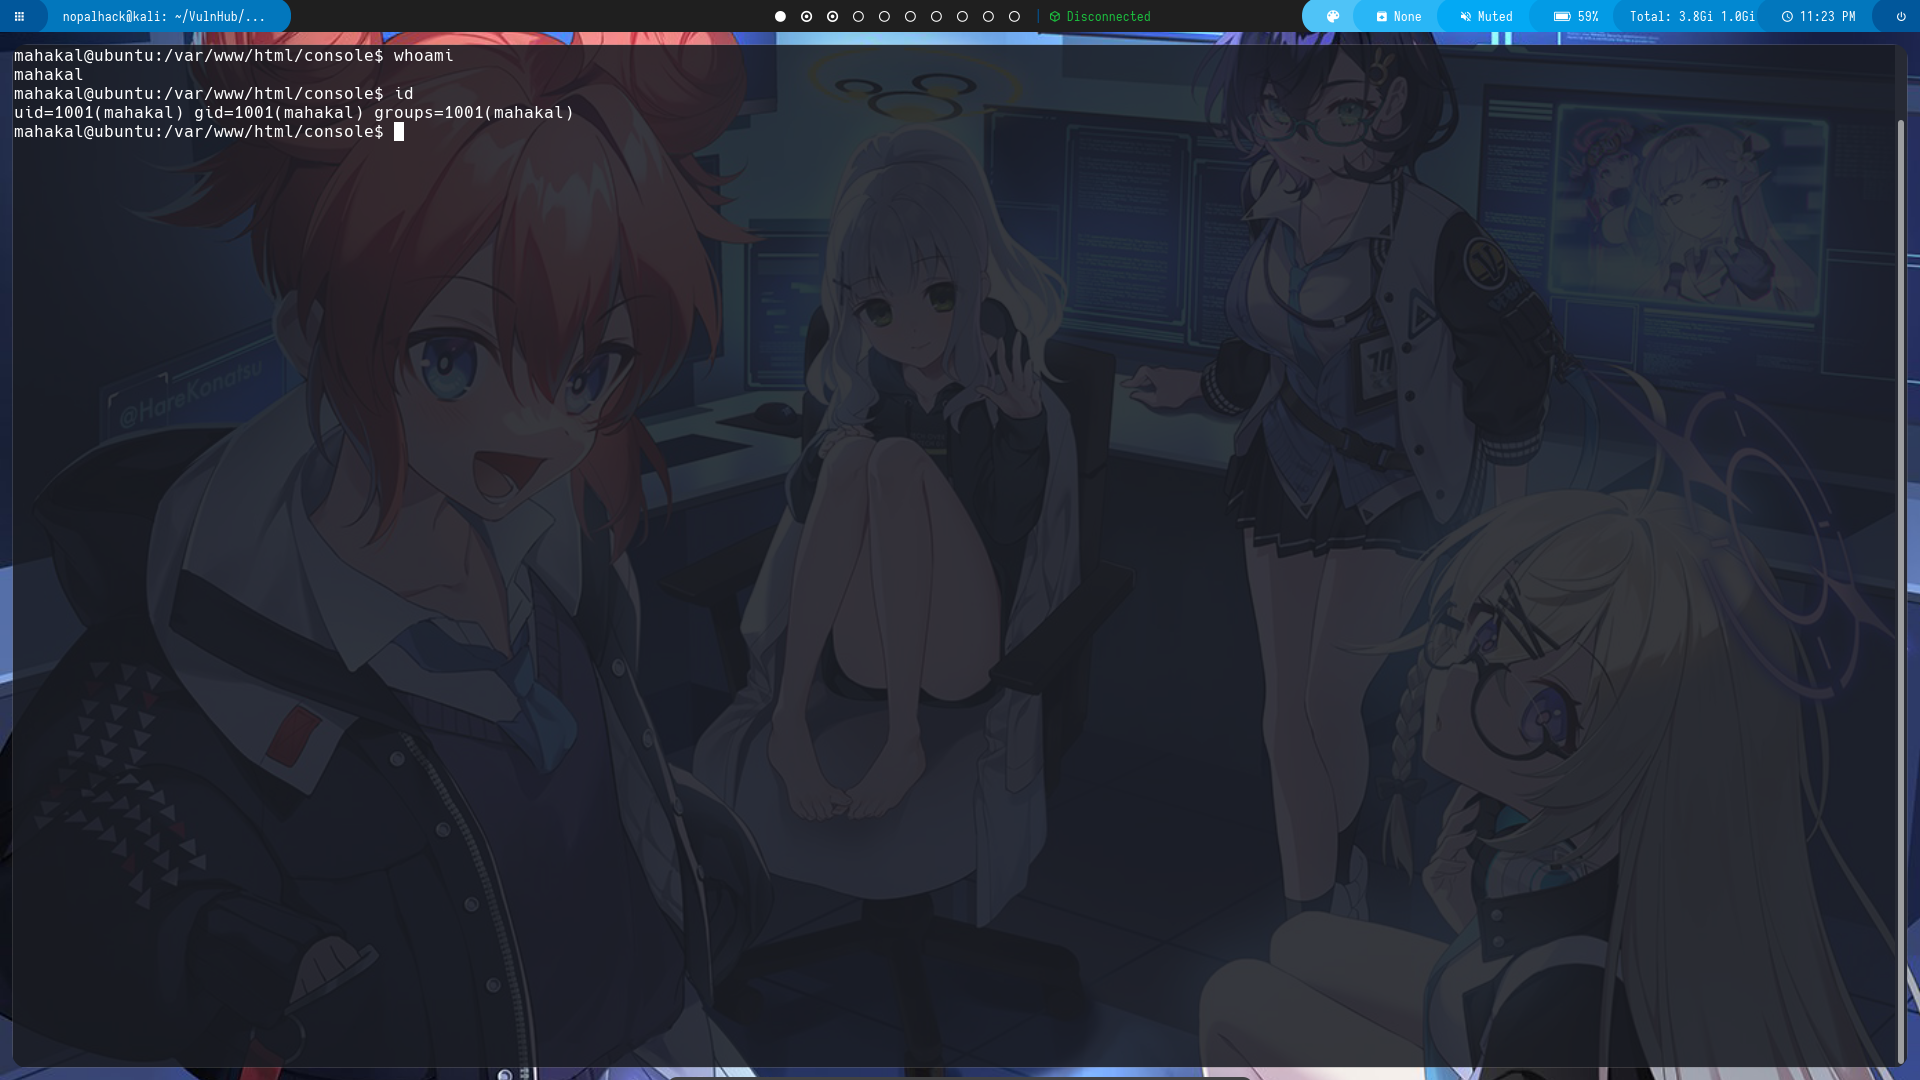 nopalhack@kali: ~/VulnHub/...
Disconnected
None
Muted
59%
Total: 3.8Gi 1.0Gi
11:23 PM
mahakal@ubuntu:/var/www/html/console$ whoami
mahakal
mahakal@ubuntu:/var/www/html/console$ id
uid=1001(mahakal) gid=1001(mahakal) groups=1001(mahakal)
mahakal@ubuntu:/var/www/html/console$
@HareKonatsu